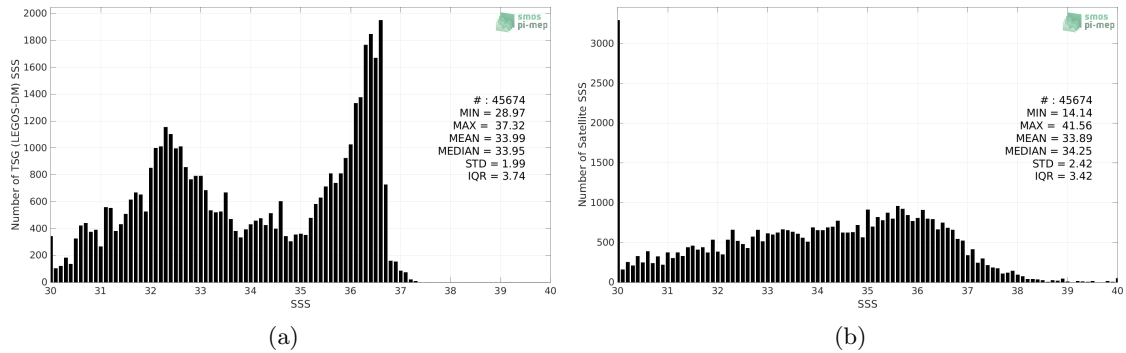 smos
pi-mep
Number of TSG (LEGOS-DM) SSS
2000
1800
1600
1400
1200
1000
800
600
400
200
0
# : 45674
MIN = 28.97
MAX = 37.32
MEAN = 33.99
MEDIAN = 33.95
STD = 1.99
IQR = 3.74
30 31 32 33 34 35 36 37 38 39 40
SSS
(a)
smos
pi-mep
Number of Satellite SSS
3000
2500
2000
1500
1000
500
0
# : 45674
MIN = 14.14
MAX = 41.56
MEAN = 33.89
MEDIAN = 34.25
STD = 2.42
IQR = 3.42
30 31 32 33 34 35 36 37 38 39 40
SSS
(b)